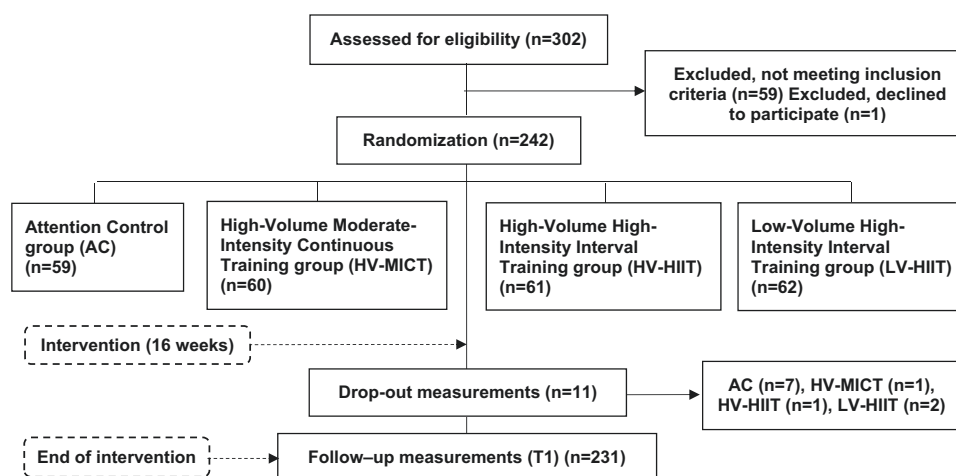 Assessed for eligibility (n=302)
Excluded, not meeting inclusion
criteria (n=59) Excluded, declined
to participate (n=1)
Randomization (n=242)
Attention Control
group (AC)
(n=59)
High-Volume Moderate-
Intensity Continuous
Training group (HV-MICT)
(n=60)
High-Volume High-
Intensity Interval
Training group (HV-HIIT)
(n=61)
Low-Volume High-
Intensity Interval
Training group (LV-HIIT)
(n=62)
Intervention (16 weeks)
Drop-out measurements (n=11)
AC (n=7), HV-MICT (n=1),
HV-HIIT (n=1), LV-HIIT (n=2)
End of intervention
Follow–up measurements (T1) (n=231)